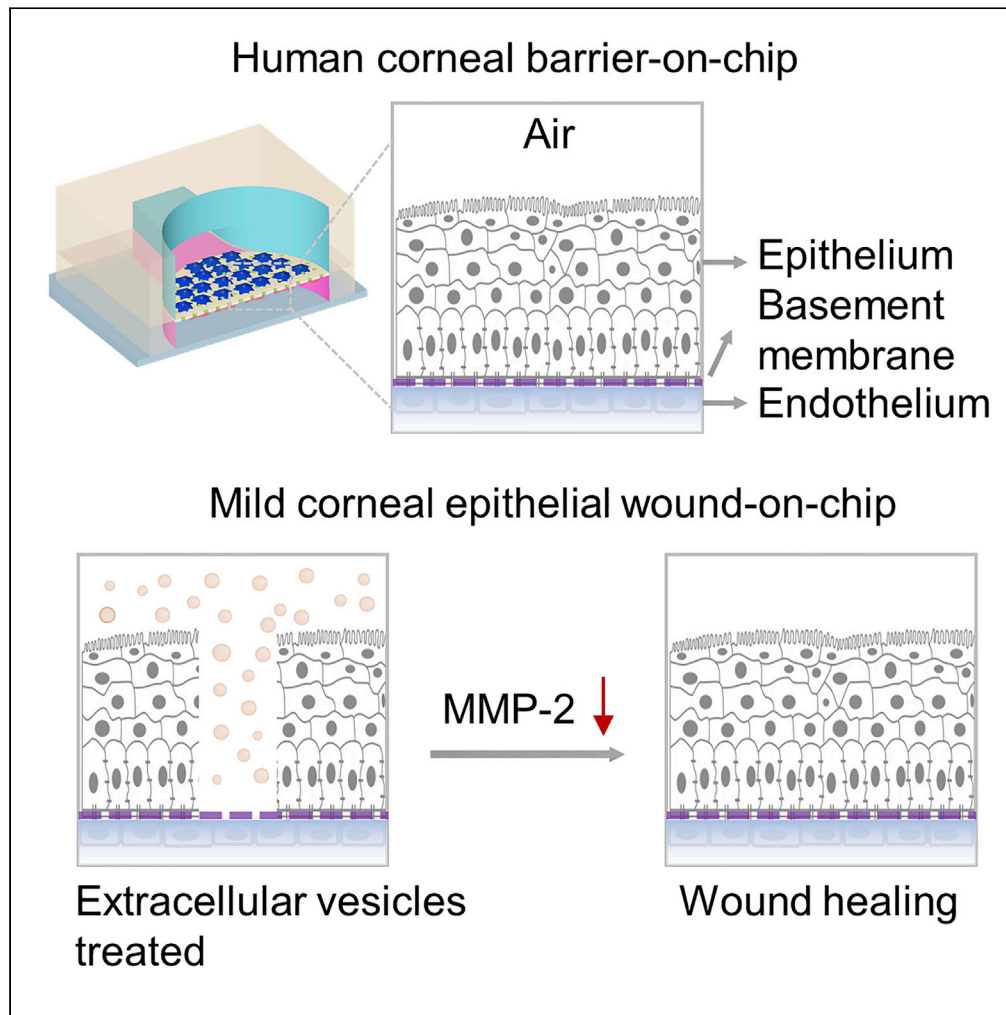 Human corneal barrier-on-chip
Air
Epithelium
Basement
membrane
Endothelium
Mild corneal epithelial wound-on-chip
MMP-2
Extracellular vesicles
treated
Wound healing